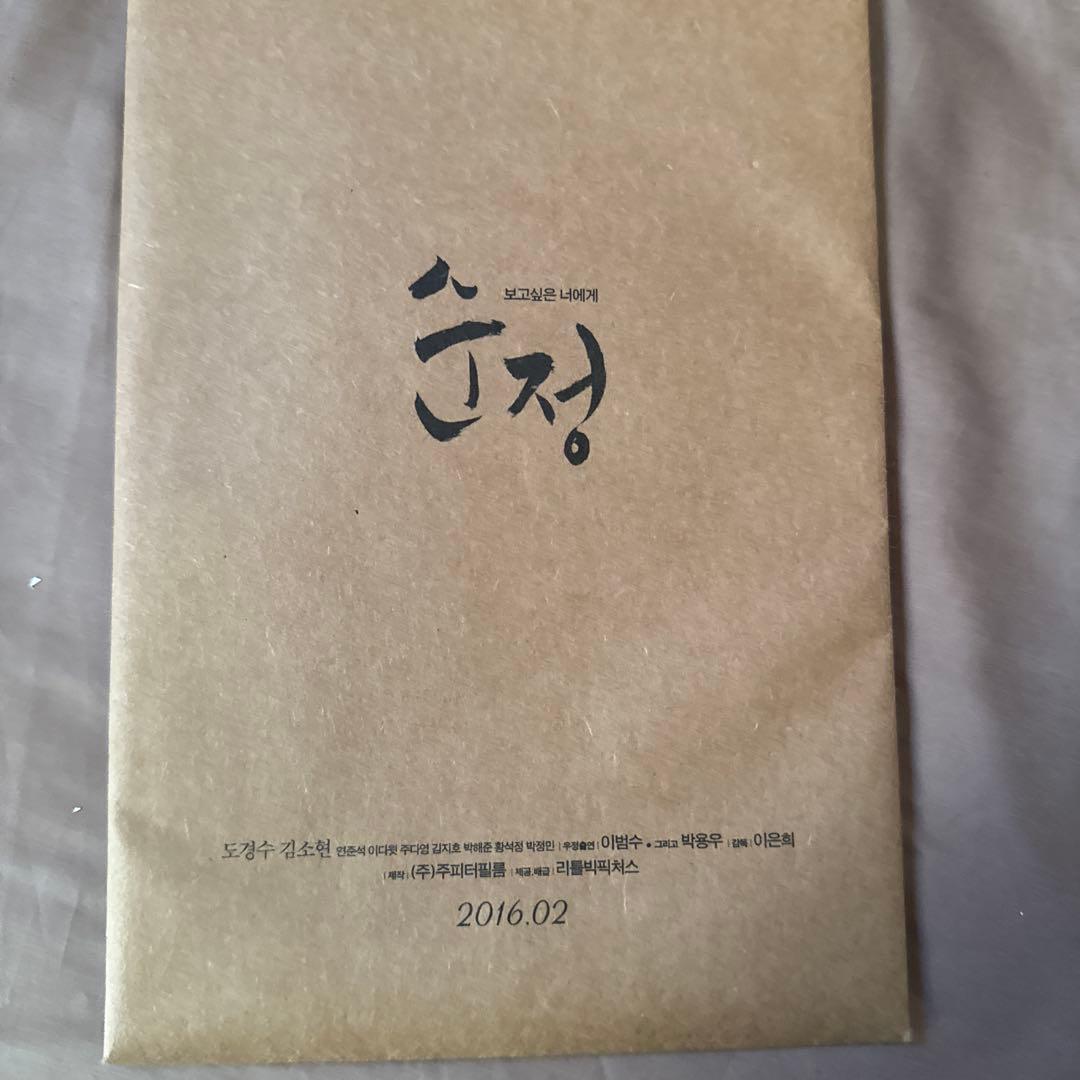 보고싶은 너에게
순정
도경수 김소현 연준석 이다윗 주다영 김지호 박해준 황석정 박정민 | 우정출연 | 이범수 • 그리고 박용우 | 감독 | 이은희
| 제작 | (주)주피터필름 | 제공.배급 | 리틀빅픽처스
2016.02